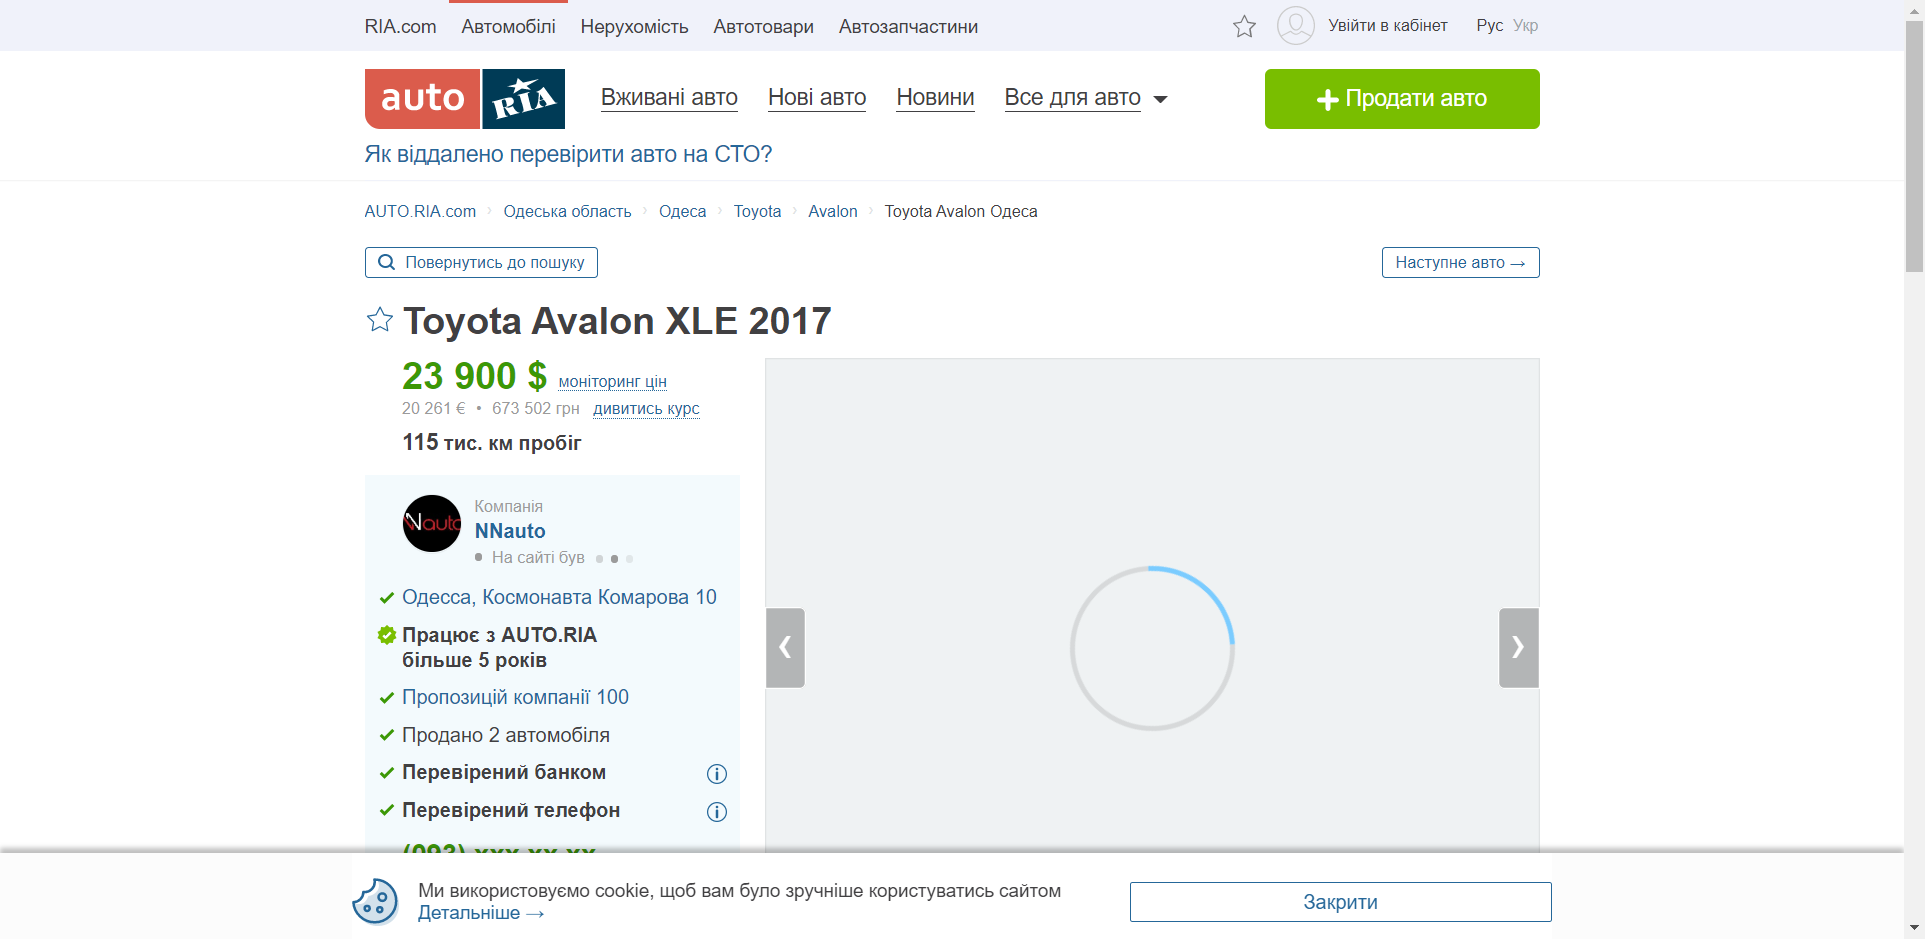 RIA.com Автомобілі Нерухомість Автотовари Автозапчастини Увійти в кабінет Рус Укр
auto RIA Вживані авто Нові авто Новини Все для авто Продати авто
Як віддалено перевірити авто на СТО?
AUTO.RIA.com Одеська область Одеса Toyota Avalon Toyota Avalon Одеса
Повернутись до пошуку Наступне авто →
Toyota Avalon XLE 2017
23 900 $ моніторинг цін
20 261 € • 673 502 грн дивитись курс
115 тис. км пробіг
Компанія
NNauto
Nauto
На сайті був
Одесса, Космонавта Комарова 10
Працює з AUTO.RIA
більше 5 років
Пропозицій компанії 100
Продано 2 автомобіля
Перевірений банком
Перевірений телефон
(093) xxx xx xx
Ми використовуємо cookie, щоб вам було зручніше користуватись сайтом
Детальніше →
Закрити